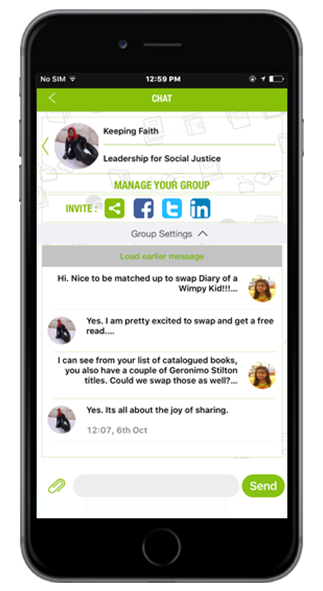 No SIM 12:59 PM
CHAT
Keeping Faith
Leadership for Social Justice
MANAGE YOUR GROUP
INVITE :
Group Settings
Load earlier message
Hi. Nice to be matched up to swap Diary of a
Wimpy Kid!!!...
Yes. I am pretty excited to swap and get a free
read....
I can see from your list of catalogued books,
you also have a couple of Geronimo Stilton
titles. Could we swap those as well?...
Yes. Its all about the joy of sharing.
12:07, 6th Oct
Send